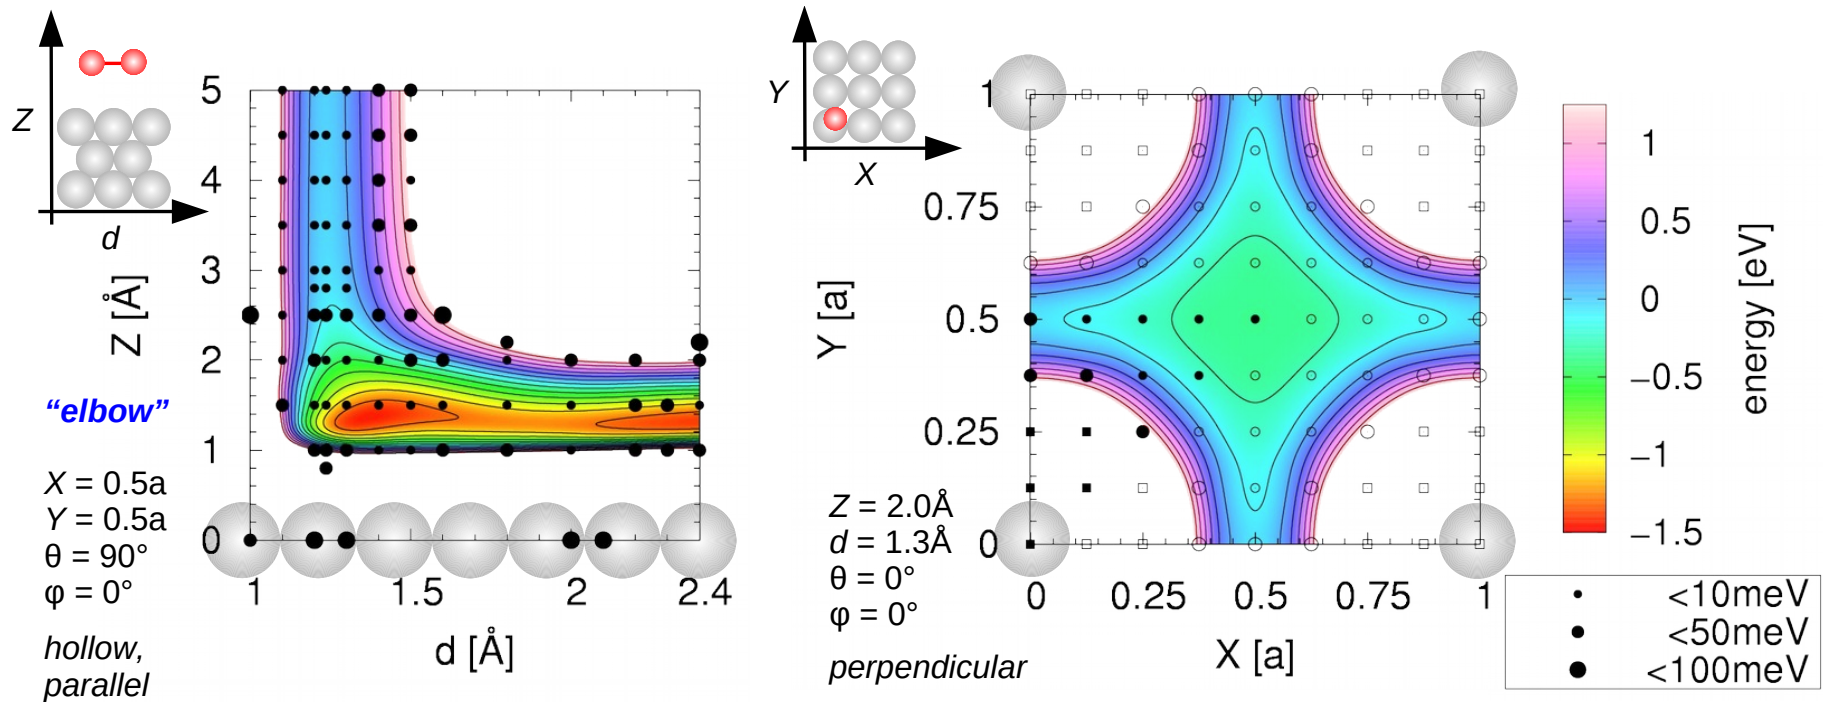 Z
d
Z [Å]
5
4
3
2
1
0
1
1.5
2
2.4
d [Å]
“elbow”
X = 0.5a
Y = 0.5a
θ = 90°
φ = 0°
hollow,
parallel
Y
X
Y [a]
1
0.75
0.5
0.25
0
0
0.25
0.5
0.75
1
X [a]
Z = 2.0Å
d = 1.3Å
θ = 0°
φ = 0°
perpendicular
1
0.5
0
−0.5
−1
−1.5
energy [eV]
<10meV
<50meV
<100meV